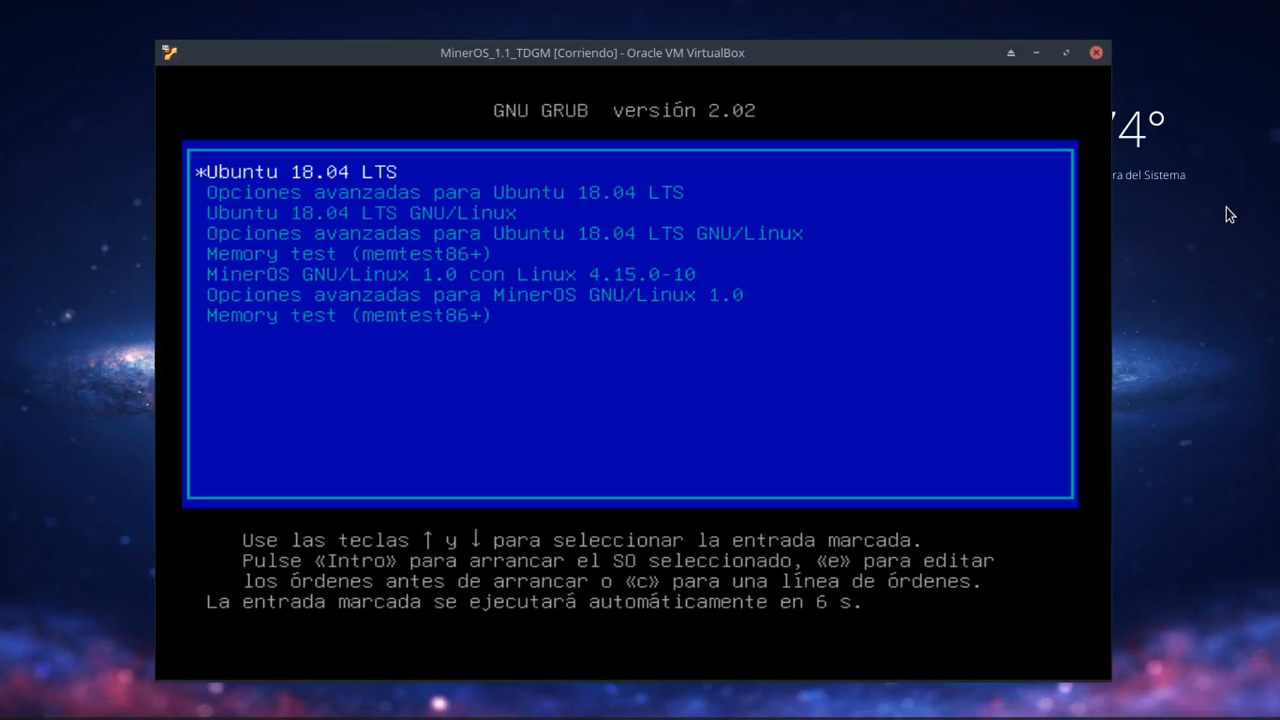 MinerOS_1.1_TDGM [Corriendo] - Oracle VM VirtualBox
GNU GRUB versión 2.02
*Ubuntu 18.04 LTS
Opciones avanzadas para Ubuntu 18.04 LTS
Ubuntu 18.04 LTS GNU/Linux
Opciones avanzadas para Ubuntu 18.04 LTS GNU/Linux
Memory test (memtest86+)
MinerOS GNU/Linux 1.0 con Linux 4.15.0-10
Opciones avanzadas para MinerOS GNU/Linux 1.0
Memory test (memtest86+)
Use las teclas ↑ y ↓ para seleccionar la entrada marcada.
Pulse «Intro» para arrancar el SO seleccionado, «e» para editar
los órdenes antes de arrancar o «c» para una línea de órdenes.
La entrada marcada se ejecutará automáticamente en 6 s.
4°
ra del Sistema